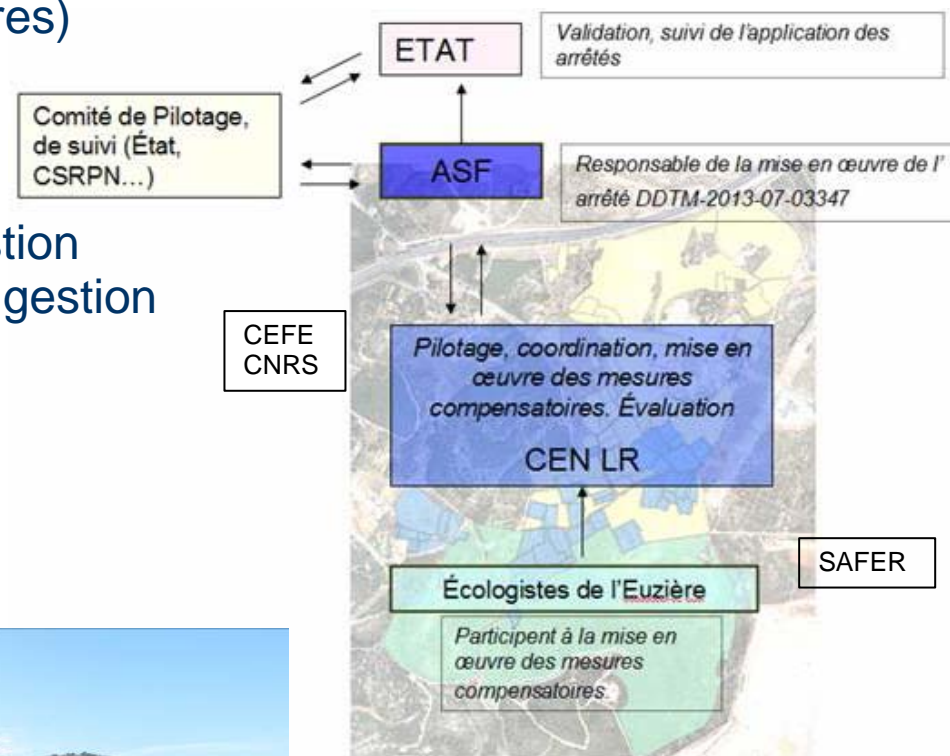 res)
ETAT
Validation, suivi de l'application des
arrêtés
Comité de Pilotage,
de suivi (État,
CSRPN...)
ASF
Responsable de la mise en œuvre de l'
arrêté DDTM-2013-07-03347
stion
gestion
CEFE
CNRS
Pilotage, coordination, mise en
œuvre des mesures
compensatoires. Évaluation
CEN LR
SAFER
Écologistes de l'Euzière
Participent à la mise en
œuvre des mesures
compensatoires.